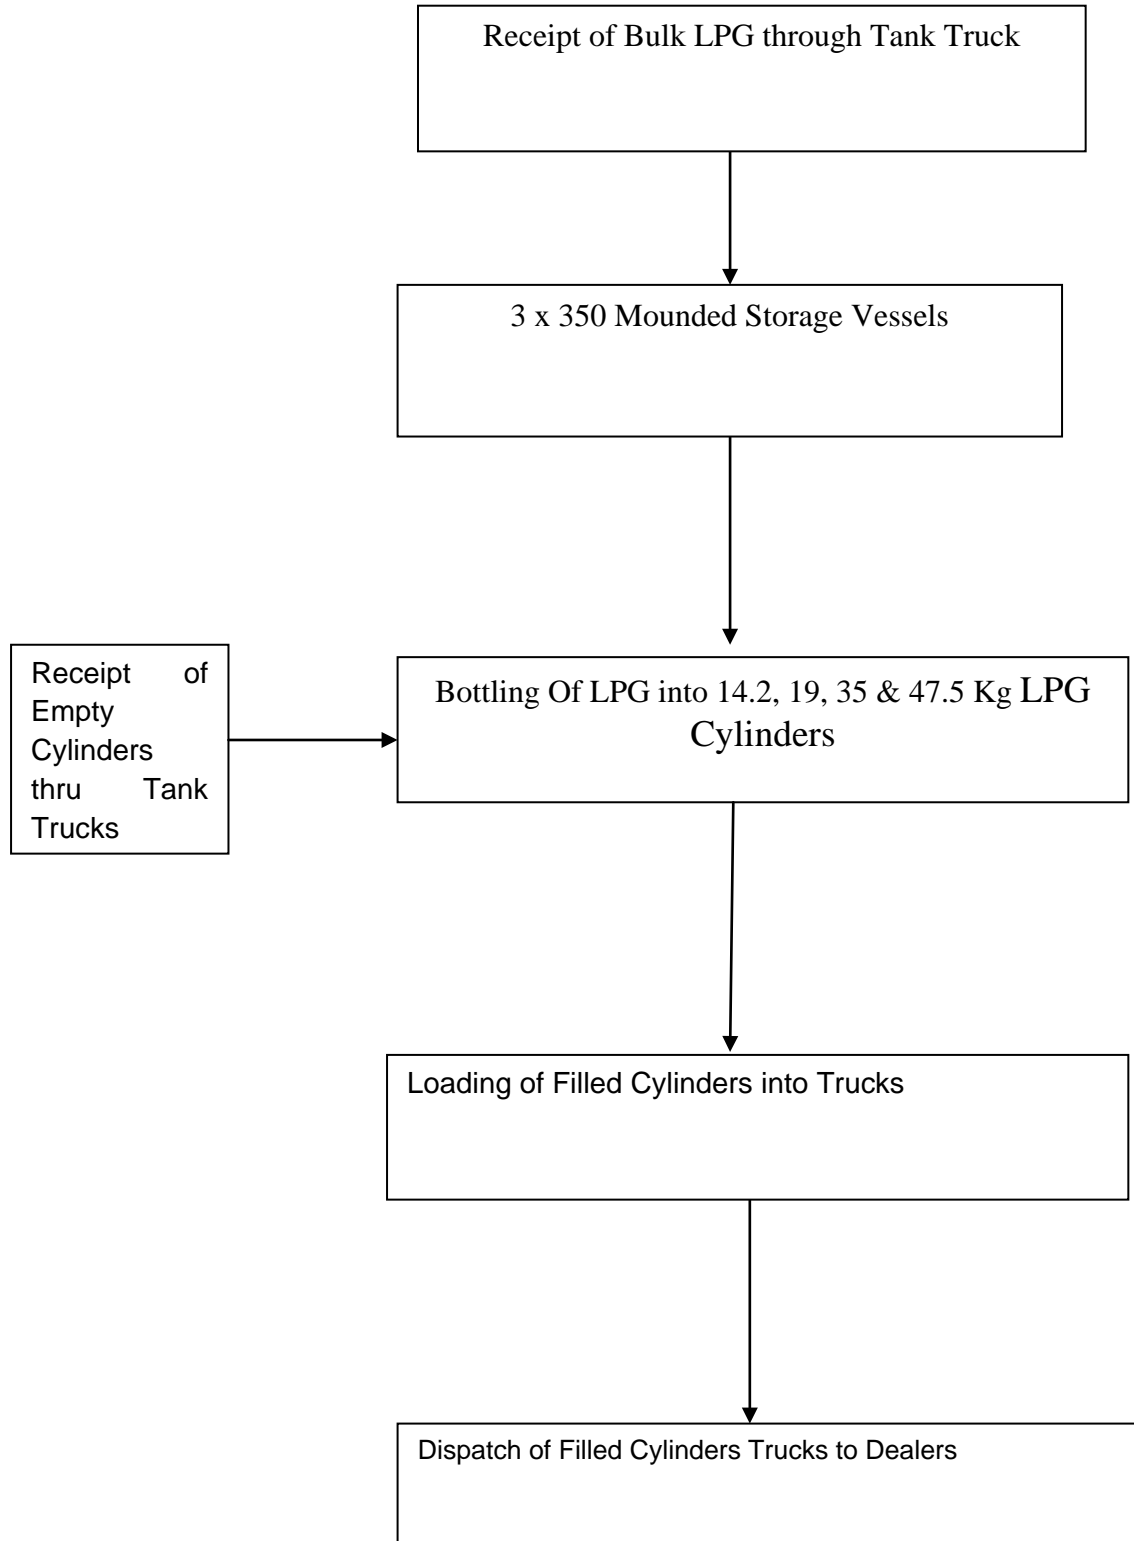 Receipt of Bulk LPG through Tank Truck
3 x 350 Mounded Storage Vessels
Receipt of
Empty
Cylinders
thru Tank
Trucks
Bottling Of LPG into 14.2, 19, 35 & 47.5 Kg LPG
Cylinders
Loading of Filled Cylinders into Trucks
Dispatch of Filled Cylinders Trucks to Dealers